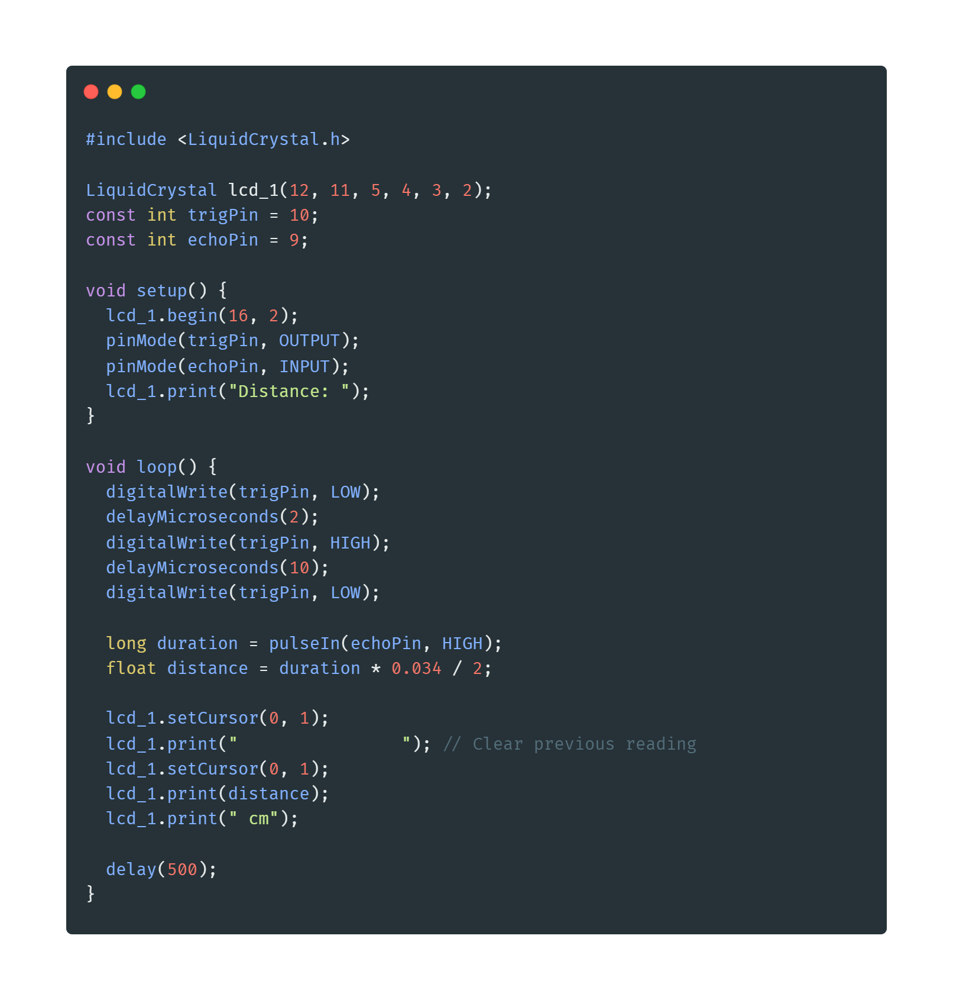 #include <LiquidCrystal.h>

LiquidCrystal lcd_1(12, 11, 5, 4, 3, 2);
const int trigPin = 10;
const int echoPin = 9;

void setup() {
  lcd_1.begin(16, 2);
  pinMode(trigPin, OUTPUT);
  pinMode(echoPin, INPUT);
  lcd_1.print("Distance: ");
}

void loop() {
  digitalWrite(trigPin, LOW);
  delayMicroseconds(2);
  digitalWrite(trigPin, HIGH);
  delayMicroseconds(10);
  digitalWrite(trigPin, LOW);

  long duration = pulseIn(echoPin, HIGH);
  float distance = duration * 0.034 / 2;

  lcd_1.setCursor(0, 1);
  lcd_1.print("                "); // Clear previous reading
  lcd_1.setCursor(0, 1);
  lcd_1.print(distance);
  lcd_1.print(" cm");

  delay(500);
}